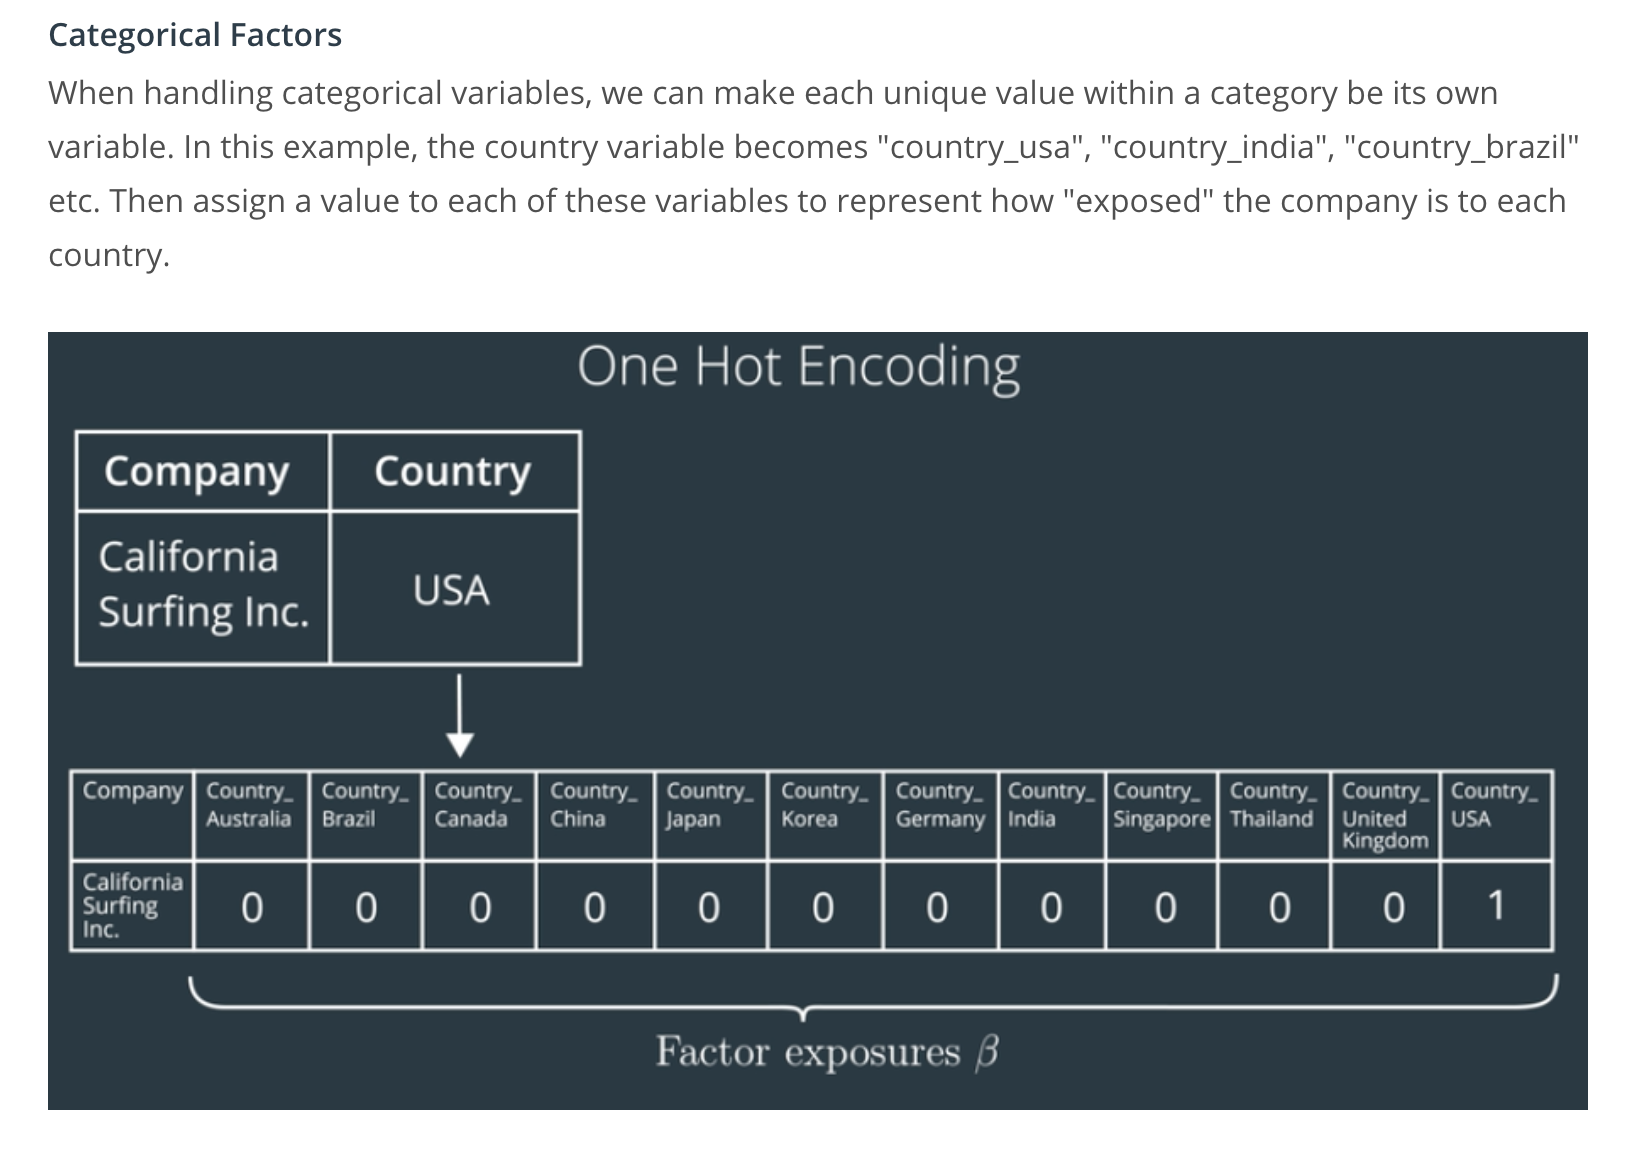 Categorical Factors
When handling categorical variables, we can make each unique value within a category be its own
variable. In this example, the country variable becomes "country_usa", "country_india", "country_brazil"
etc. Then assign a value to each of these variables to represent how "exposed" the company is to each
country.
One Hot Encoding
Company Country
California
Surfing Inc.
USA
Company Country_ Country_ Country_ Country_ Country_ Country_ Country_ Country_ Country_ Country_ Country_ Country_
Australia Brazil Canada China Japan Korea Germany India Singapore Thailand United USA
Kingdom
California
Surfing
Inc.
0 0 0 0 0 0 0 0 0 0 0 1
Factor exposures β